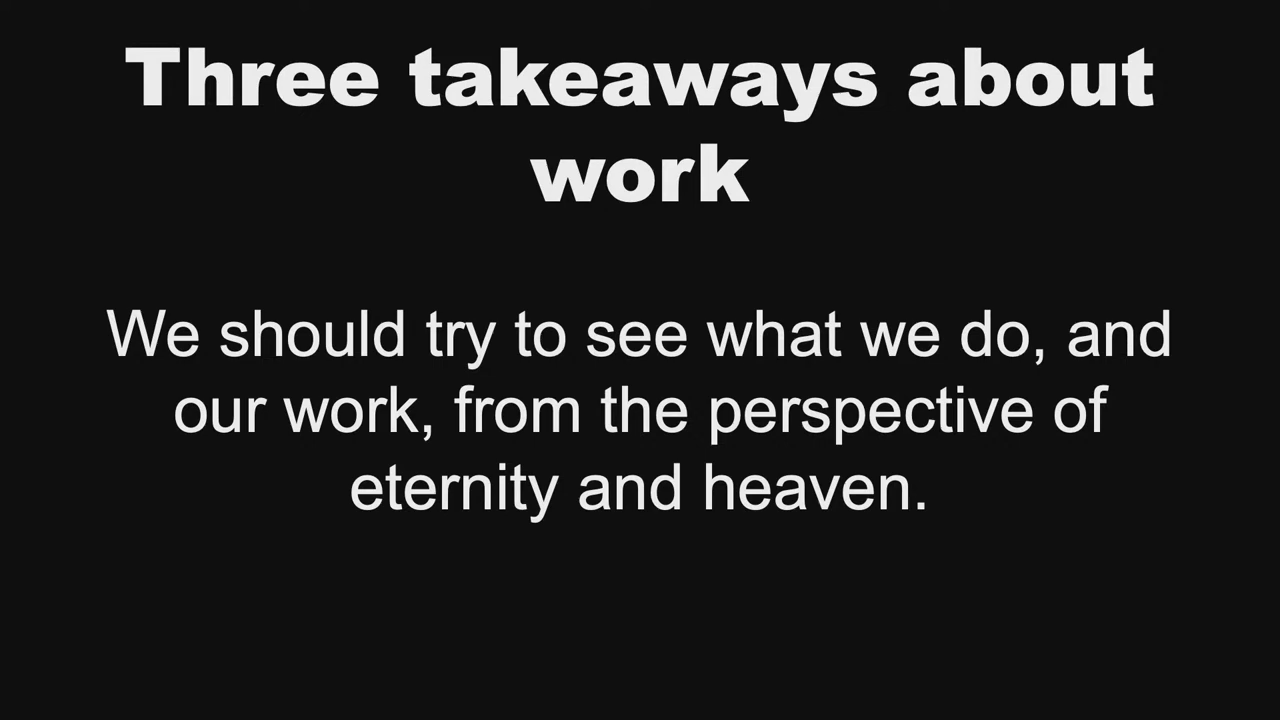 Three takeaways about
work
We should try to see what we do, and
our work, from the perspective of
eternity and heaven.